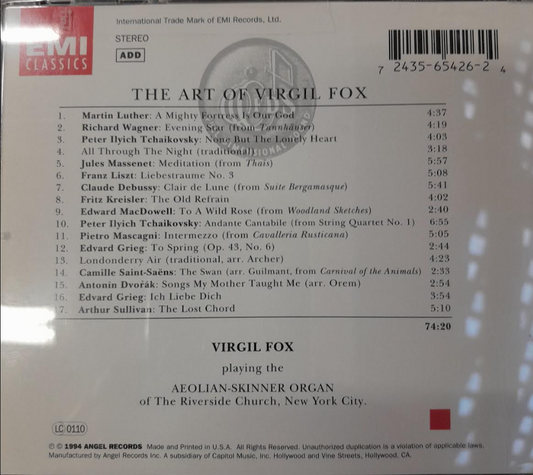 International Trade Mark of EMI Records, Ltd.
EMI
CLASSICS
STEREO
ADD
7 2435-65426-2 4
THE ART OF VIRGIL FOX
1. Martin Luther: A Mighty Fortress Is Our God 4:37
2. Richard Wagner: Evening Star (from Tannhäuser) 4:19
3. Peter Ilyich Tchaikovsky: None But The Lonely Heart 4:03
4. All Through The Night (traditional) 3:18
5. Jules Massenet: Meditation (from Thais) 5:57
6. Franz Liszt: Liebestraume No. 3 5:08
7. Claude Debussy: Clair de Lune (from Suite Bergamasque) 5:41
8. Fritz Kreisler: The Old Refrain 4:02
9. Edward MacDowell: To A Wild Rose (from Woodland Sketches) 2:40
10. Peter Ilyich Tchaikovsky: Andante Cantabile (from String Quartet No. 1) 6:55
11. Pietro Mascagni: Intermezzo (from Cavalleria Rusticana) 5:05
12. Edvard Grieg: To Spring (Op. 43, No. 6) 2:44
13. Londonderry Air (traditional, arr. Archer) 4:23
14. Camille Saint-Saëns: The Swan (arr. Guilmant, from Carnival of the Animals) 2:33
15. Antonin Dvořák: Songs My Mother Taught Me (arr. Orem) 2:54
16. Edvard Grieg: Ich Liebe Dich 3:54
7. Arthur Sullivan: The Lost Chord 5:10
74:20
VIRGIL FOX
playing the
AEOLIAN-SKINNER ORGAN
of The Riverside Church, New York City.
LC 0110
℗ © 1994 ANGEL RECORDS Made and Printed in U.S.A. All Rights Reserved. Unauthorized duplication is a violation of applicable laws.
Manufactured by Angel Records Inc. A subsidiary of Capitol Music, Inc. Hollywood and Vine Streets, Hollywood, CA.